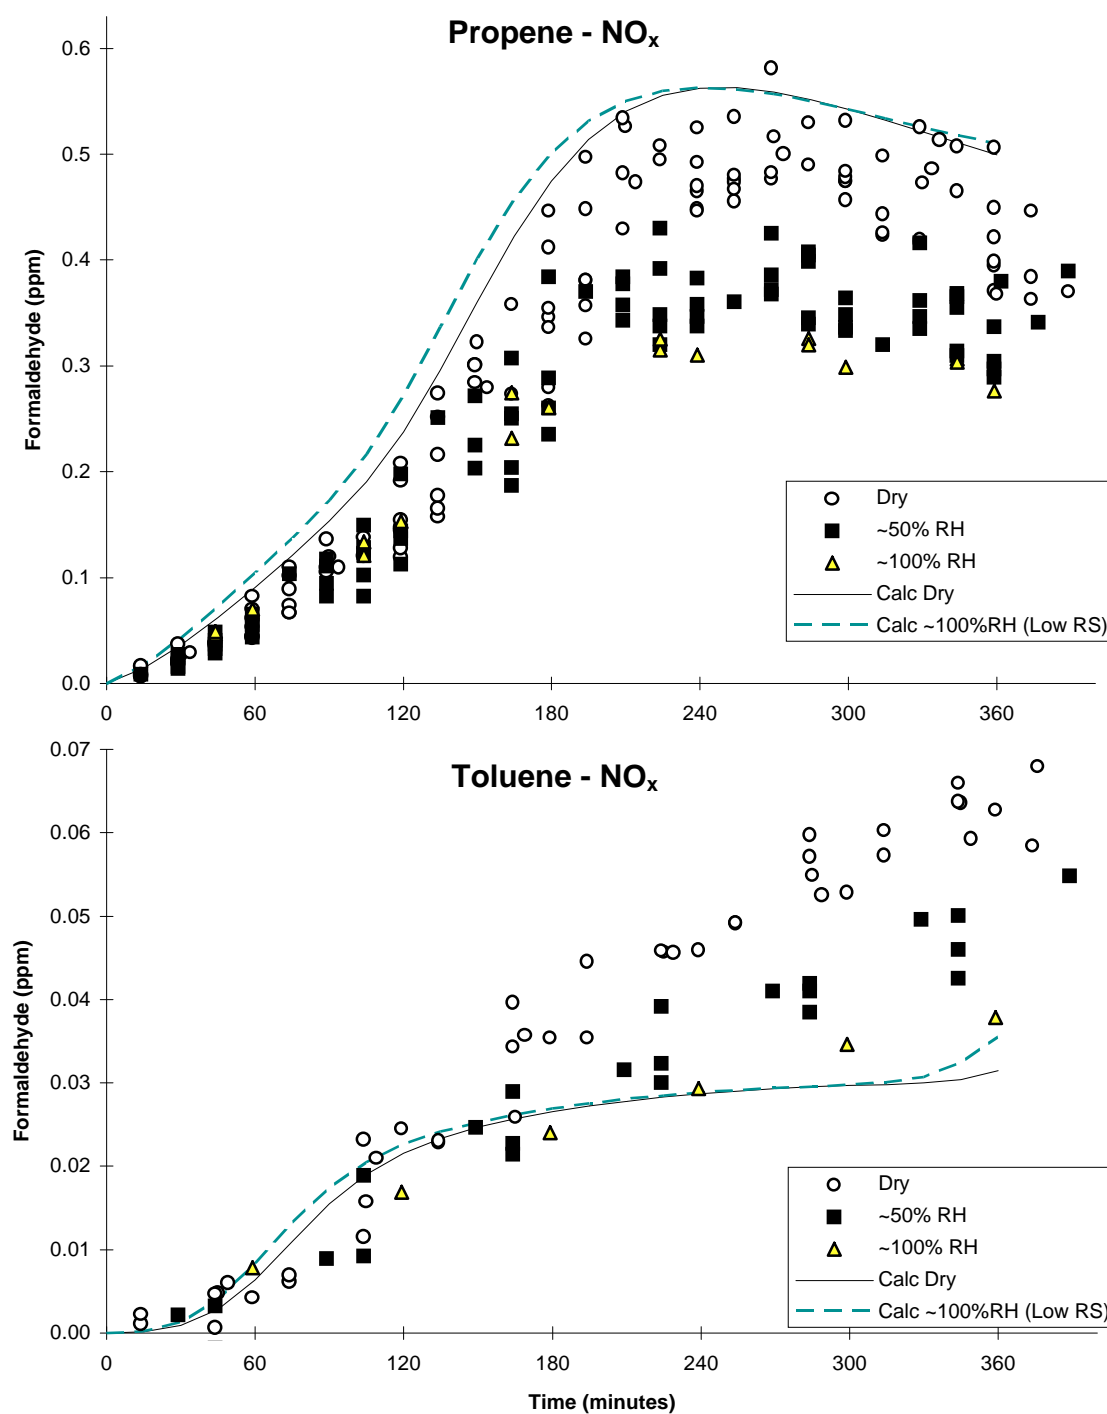 Propene - NOx
0.6
0.5
0.4
0.3
0.2
0.1
0.0
Formaldehyde (ppm)
0 60 120 180 240 300 360
Dry
~50% RH
~100% RH
Calc Dry
Calc ~100%RH (Low RS)
Toluene - NOx
0.07
0.06
0.05
0.04
0.03
0.02
0.01
0.00
Formaldehyde (ppm)
0 60 120 180 240 300 360
Time (minutes)
Dry
~50% RH
~100% RH
Calc Dry
Calc ~100%RH (Low RS)